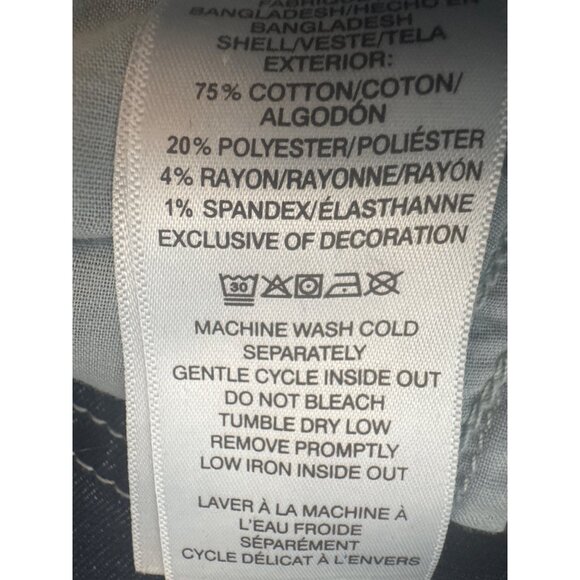 BANGLADESH/HECHO EN
BANGLADESH
SHELL/VESTE/TELA
EXTERIOR:
75% COTTON/COTON/
ALGODÓN
20% POLYESTER/POLIÉSTER
4% RAYON/RAYONNE/RAYÓN
1% SPANDEX/ÉLASTHANNE
EXCLUSIVE OF DECORATION
30
MACHINE WASH COLD
SEPARATELY
GENTLE CYCLE INSIDE OUT
DO NOT BLEACH
TUMBLE DRY LOW
REMOVE PROMPTLY
LOW IRON INSIDE OUT
LAVER À LA MACHINE À
L'EAU FROIDE
SÉPARÉMENT
CYCLE DÉLICAT À L'ENVERS